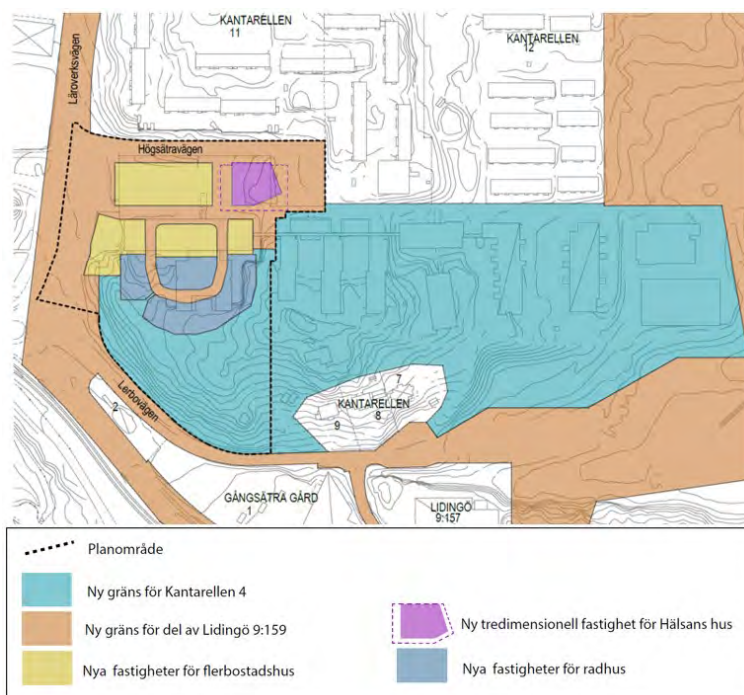 KANTARELLEN
11
KANTARELLEN
12
Läroverksvägen
Högsätravägen
Lerbovägen
2
7
KANTARELLEN
8
9
GÅNGSÄTRA GÅRD
1
LIDINGÖ
9:157
Planområde
Ny gräns för Kantarellen 4
Ny gräns för del av Lidingö 9:159
Nya fastigheter för flerbostadshus
Ny tredimensionell fastighet för Hälsans hus
Nya fastigheter för radhus